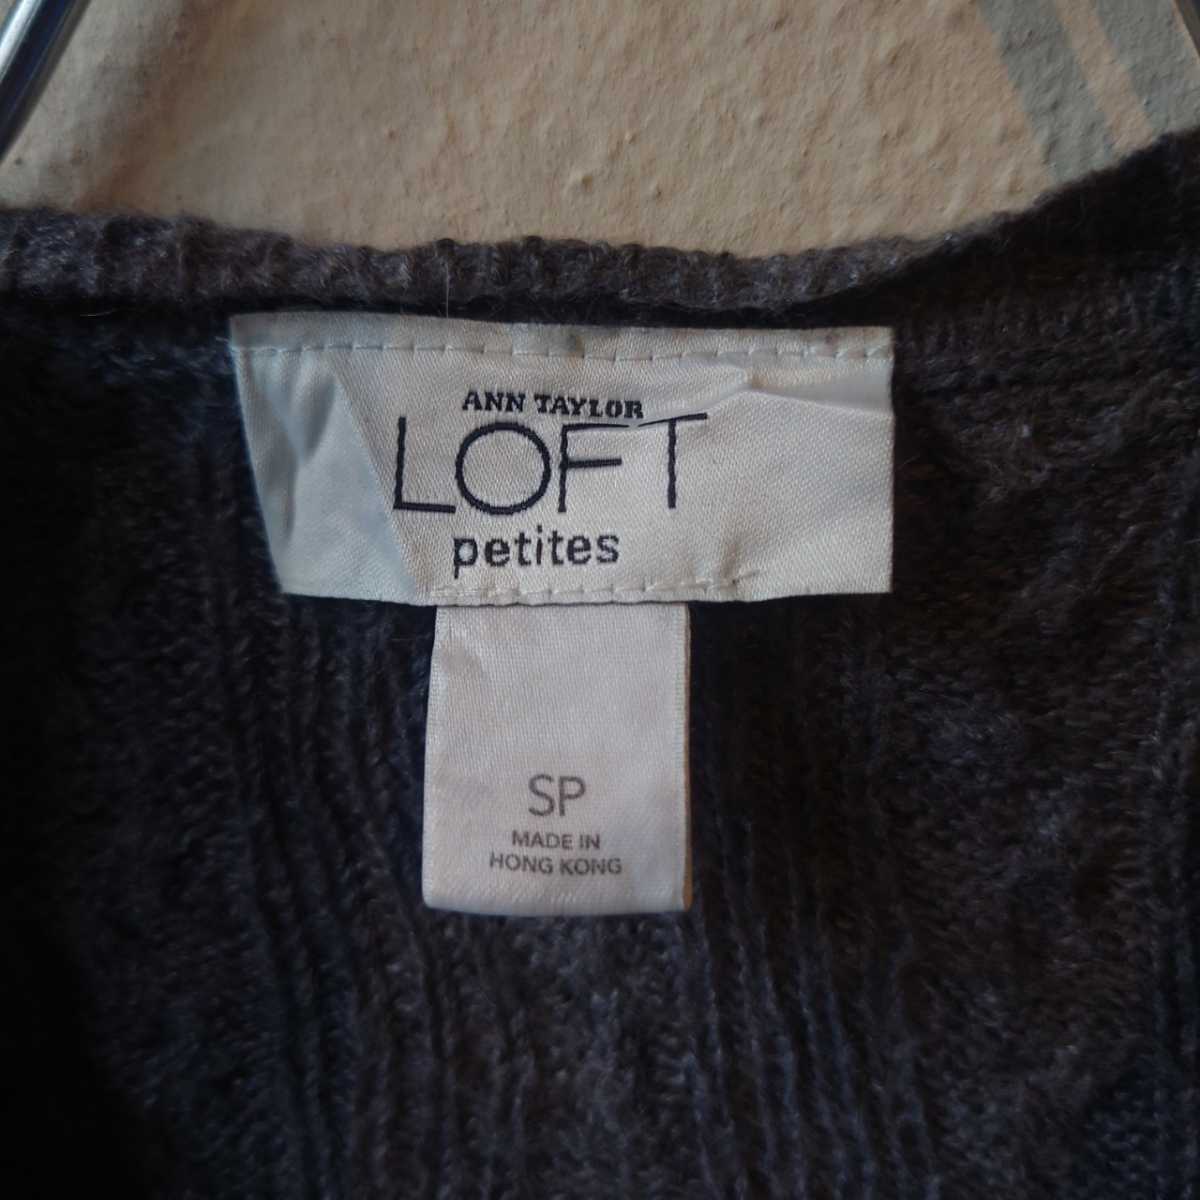 ANN TAYLOR
LOFT
petites
SP
MADE IN
HONG KONG